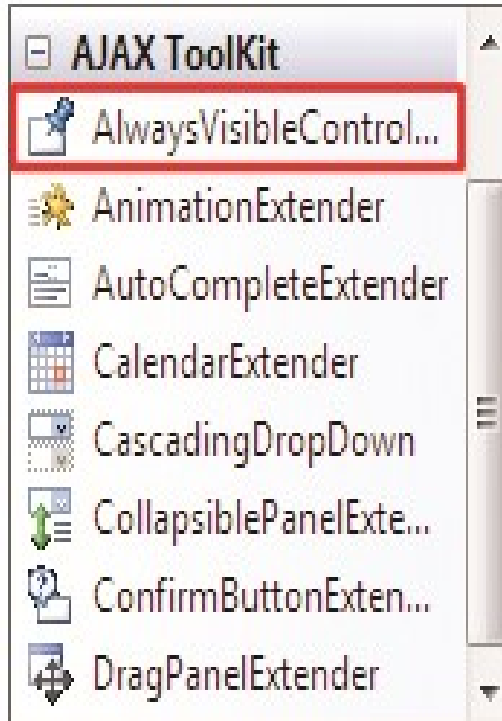 AJAX ToolKit
AlwaysVisibleControl...
AnimationExtender
AutoCompleteExtender
CalendarExtender
CascadingDropDown
CollapsiblePanelExte...
ConfirmButtonExten...
DragPanelExtender